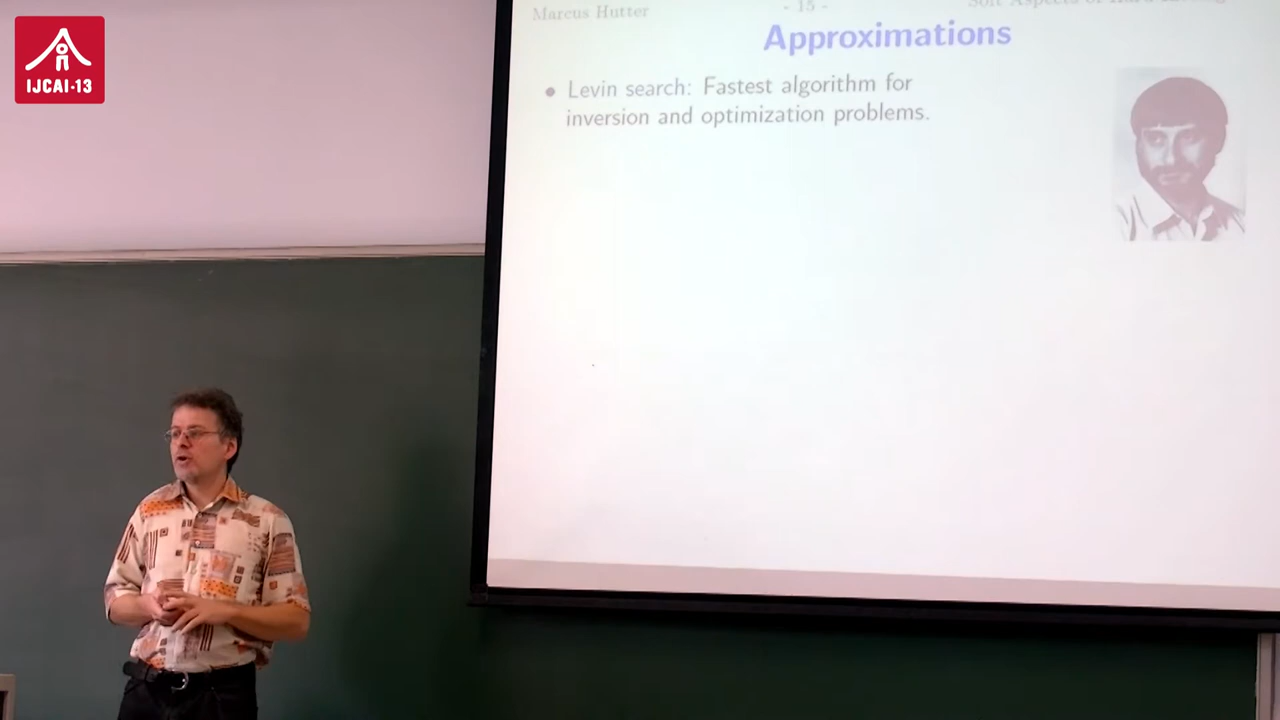 IJCAI-13
Marcus Hutter - 15 -
Approximations
• Levin search: Fastest algorithm for
inversion and optimization problems.